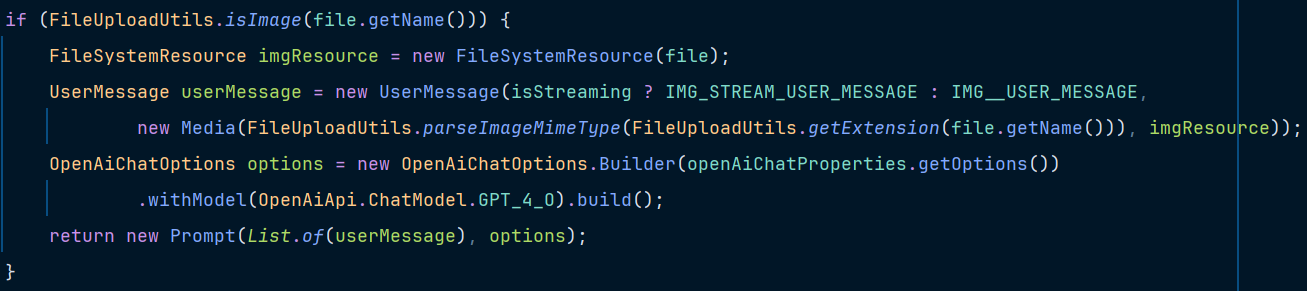 if (FileUploadUtils.isImage(file.getName())) {
FileSystemResource imgResource = new FileSystemResource(file);
UserMessage userMessage = new UserMessage(isStreaming ? IMG_STREAM_USER_MESSAGE : IMG__USER_MESSAGE,
new Media(FileUploadUtils.parseImageMimeType(FileUploadUtils.getExtension(file.getName())), imgResource));
OpenAiChatOptions options = new OpenAiChatOptions.Builder(openAiChatProperties.getOptions())
.withModel(OpenAiApi.ChatModel.GPT_4_O).build();
return new Prompt(List.of(userMessage), options);
}